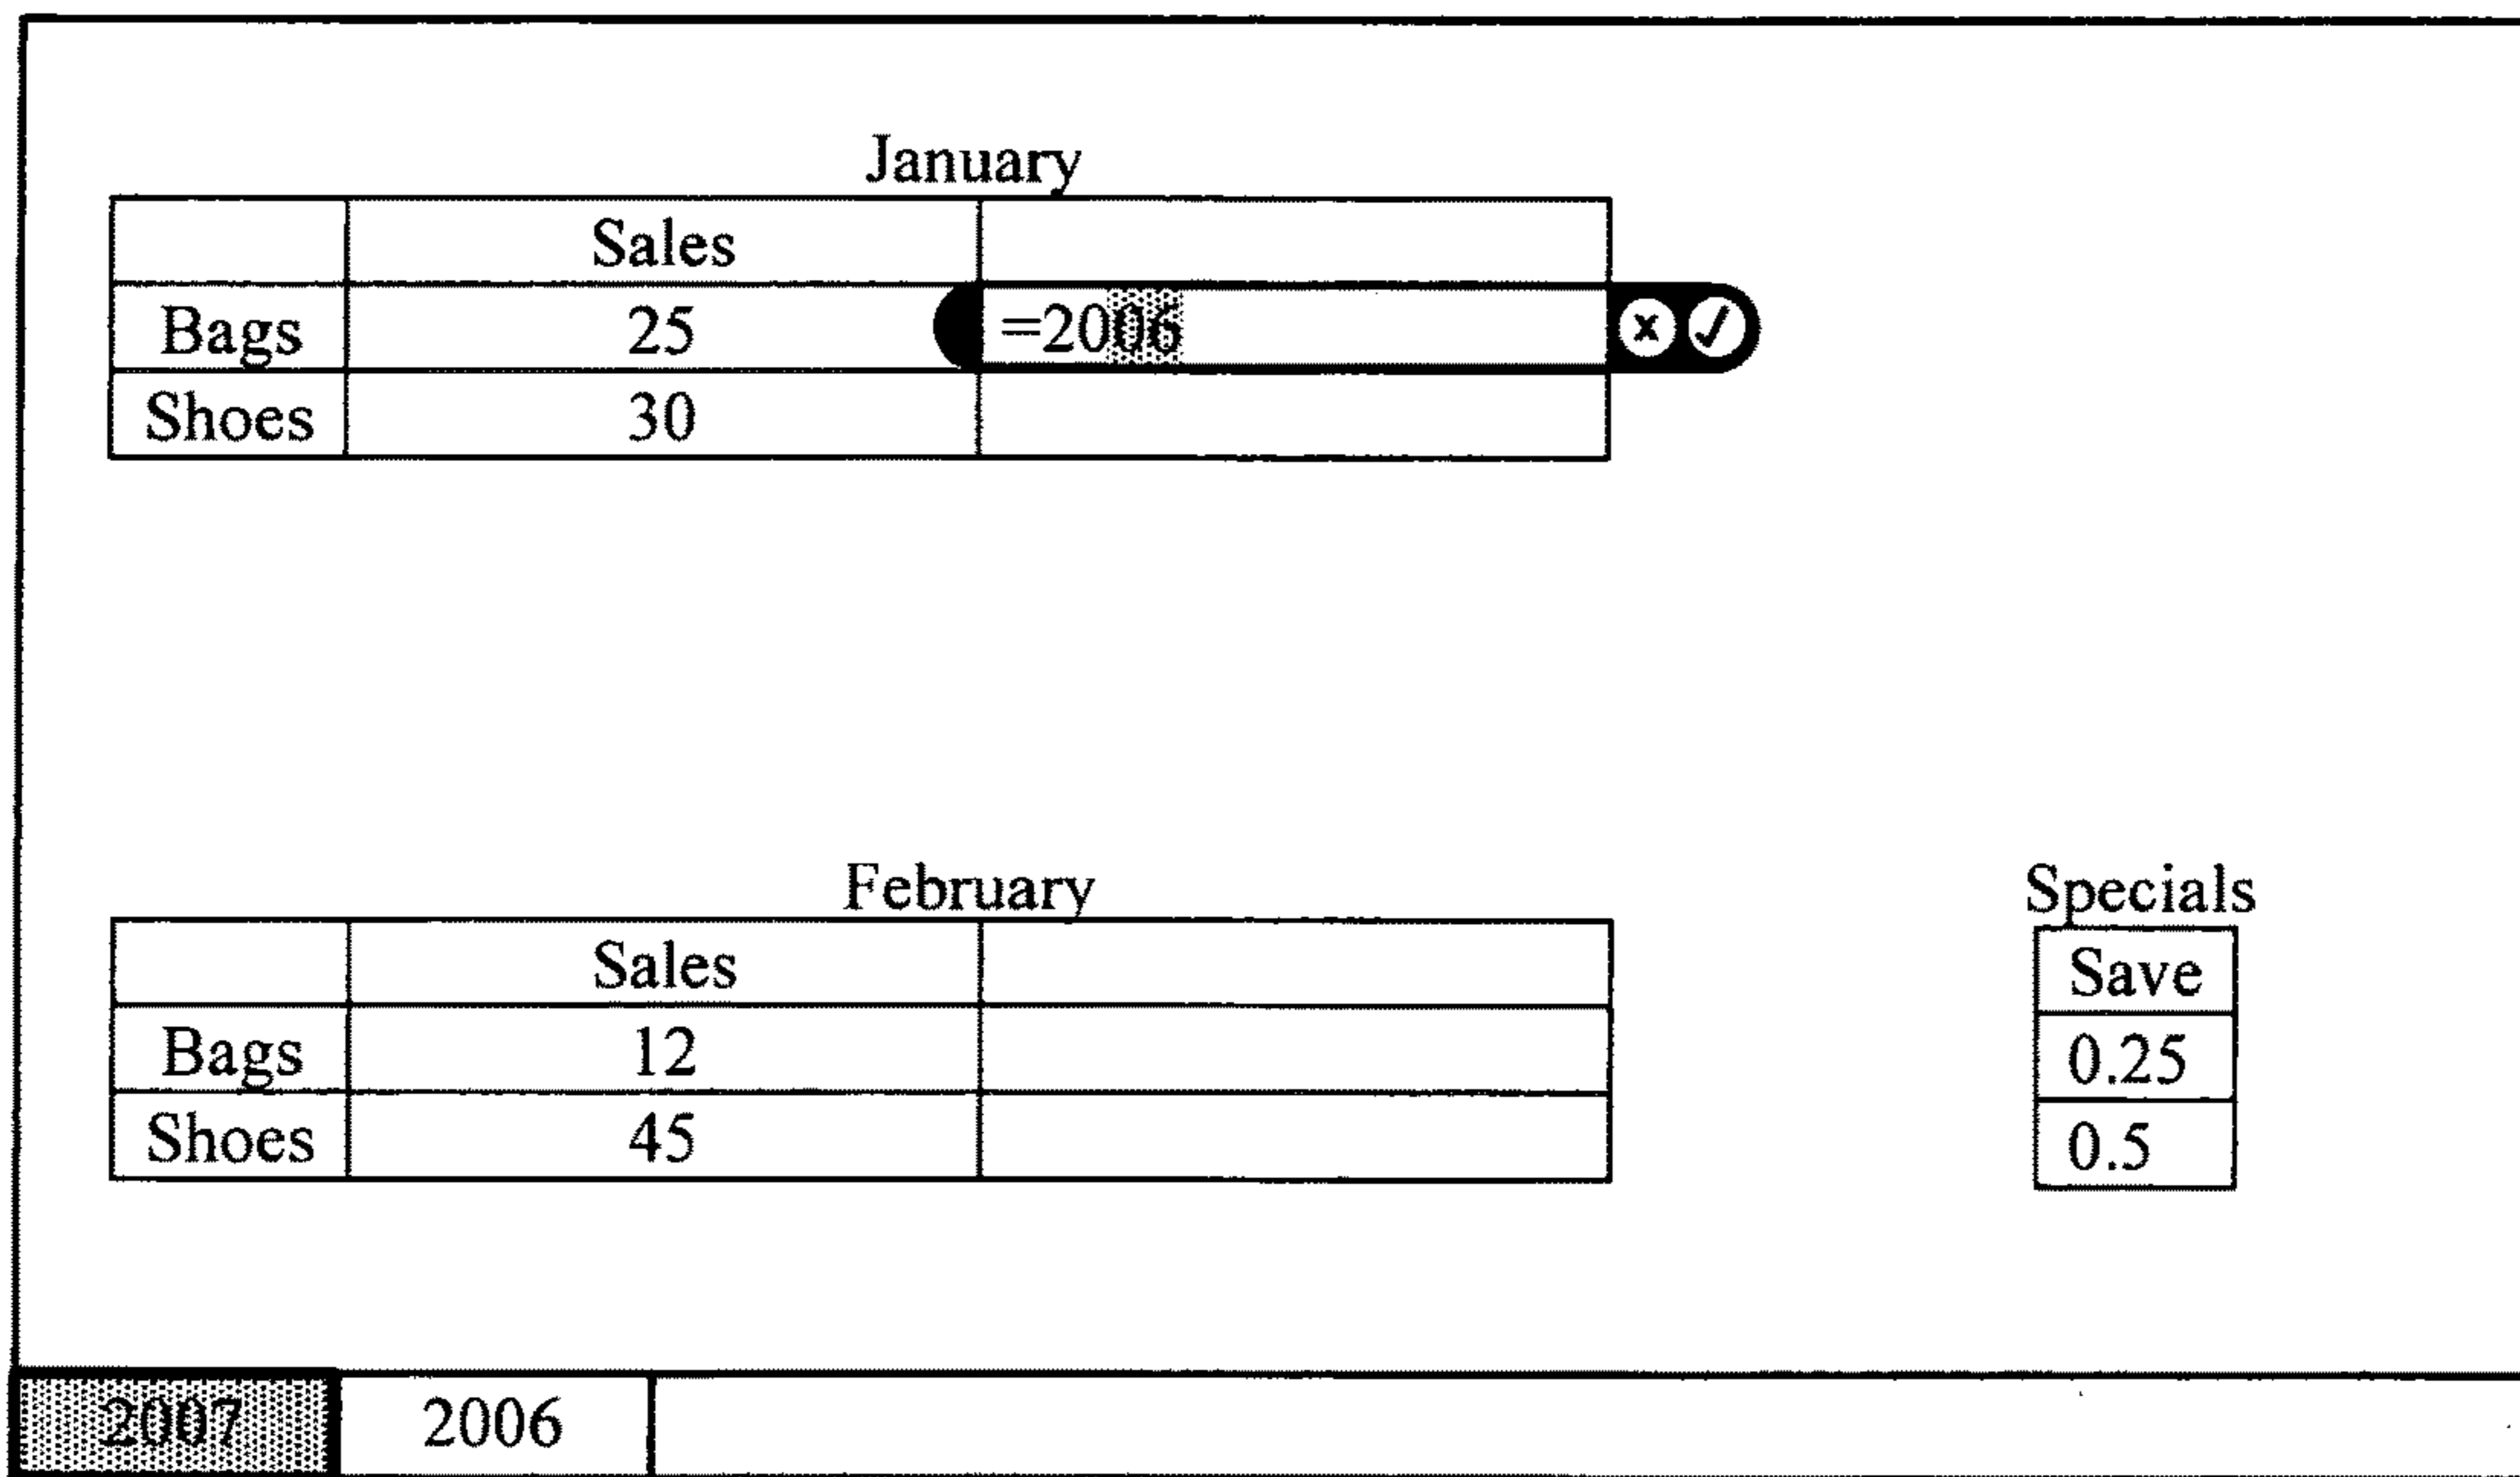 January
Sales
Bags 25 =2006 x ✓
Shoes 30
February
Sales
Bags 12
Shoes 45
Specials
Save
0.25
0.5
2007 2006